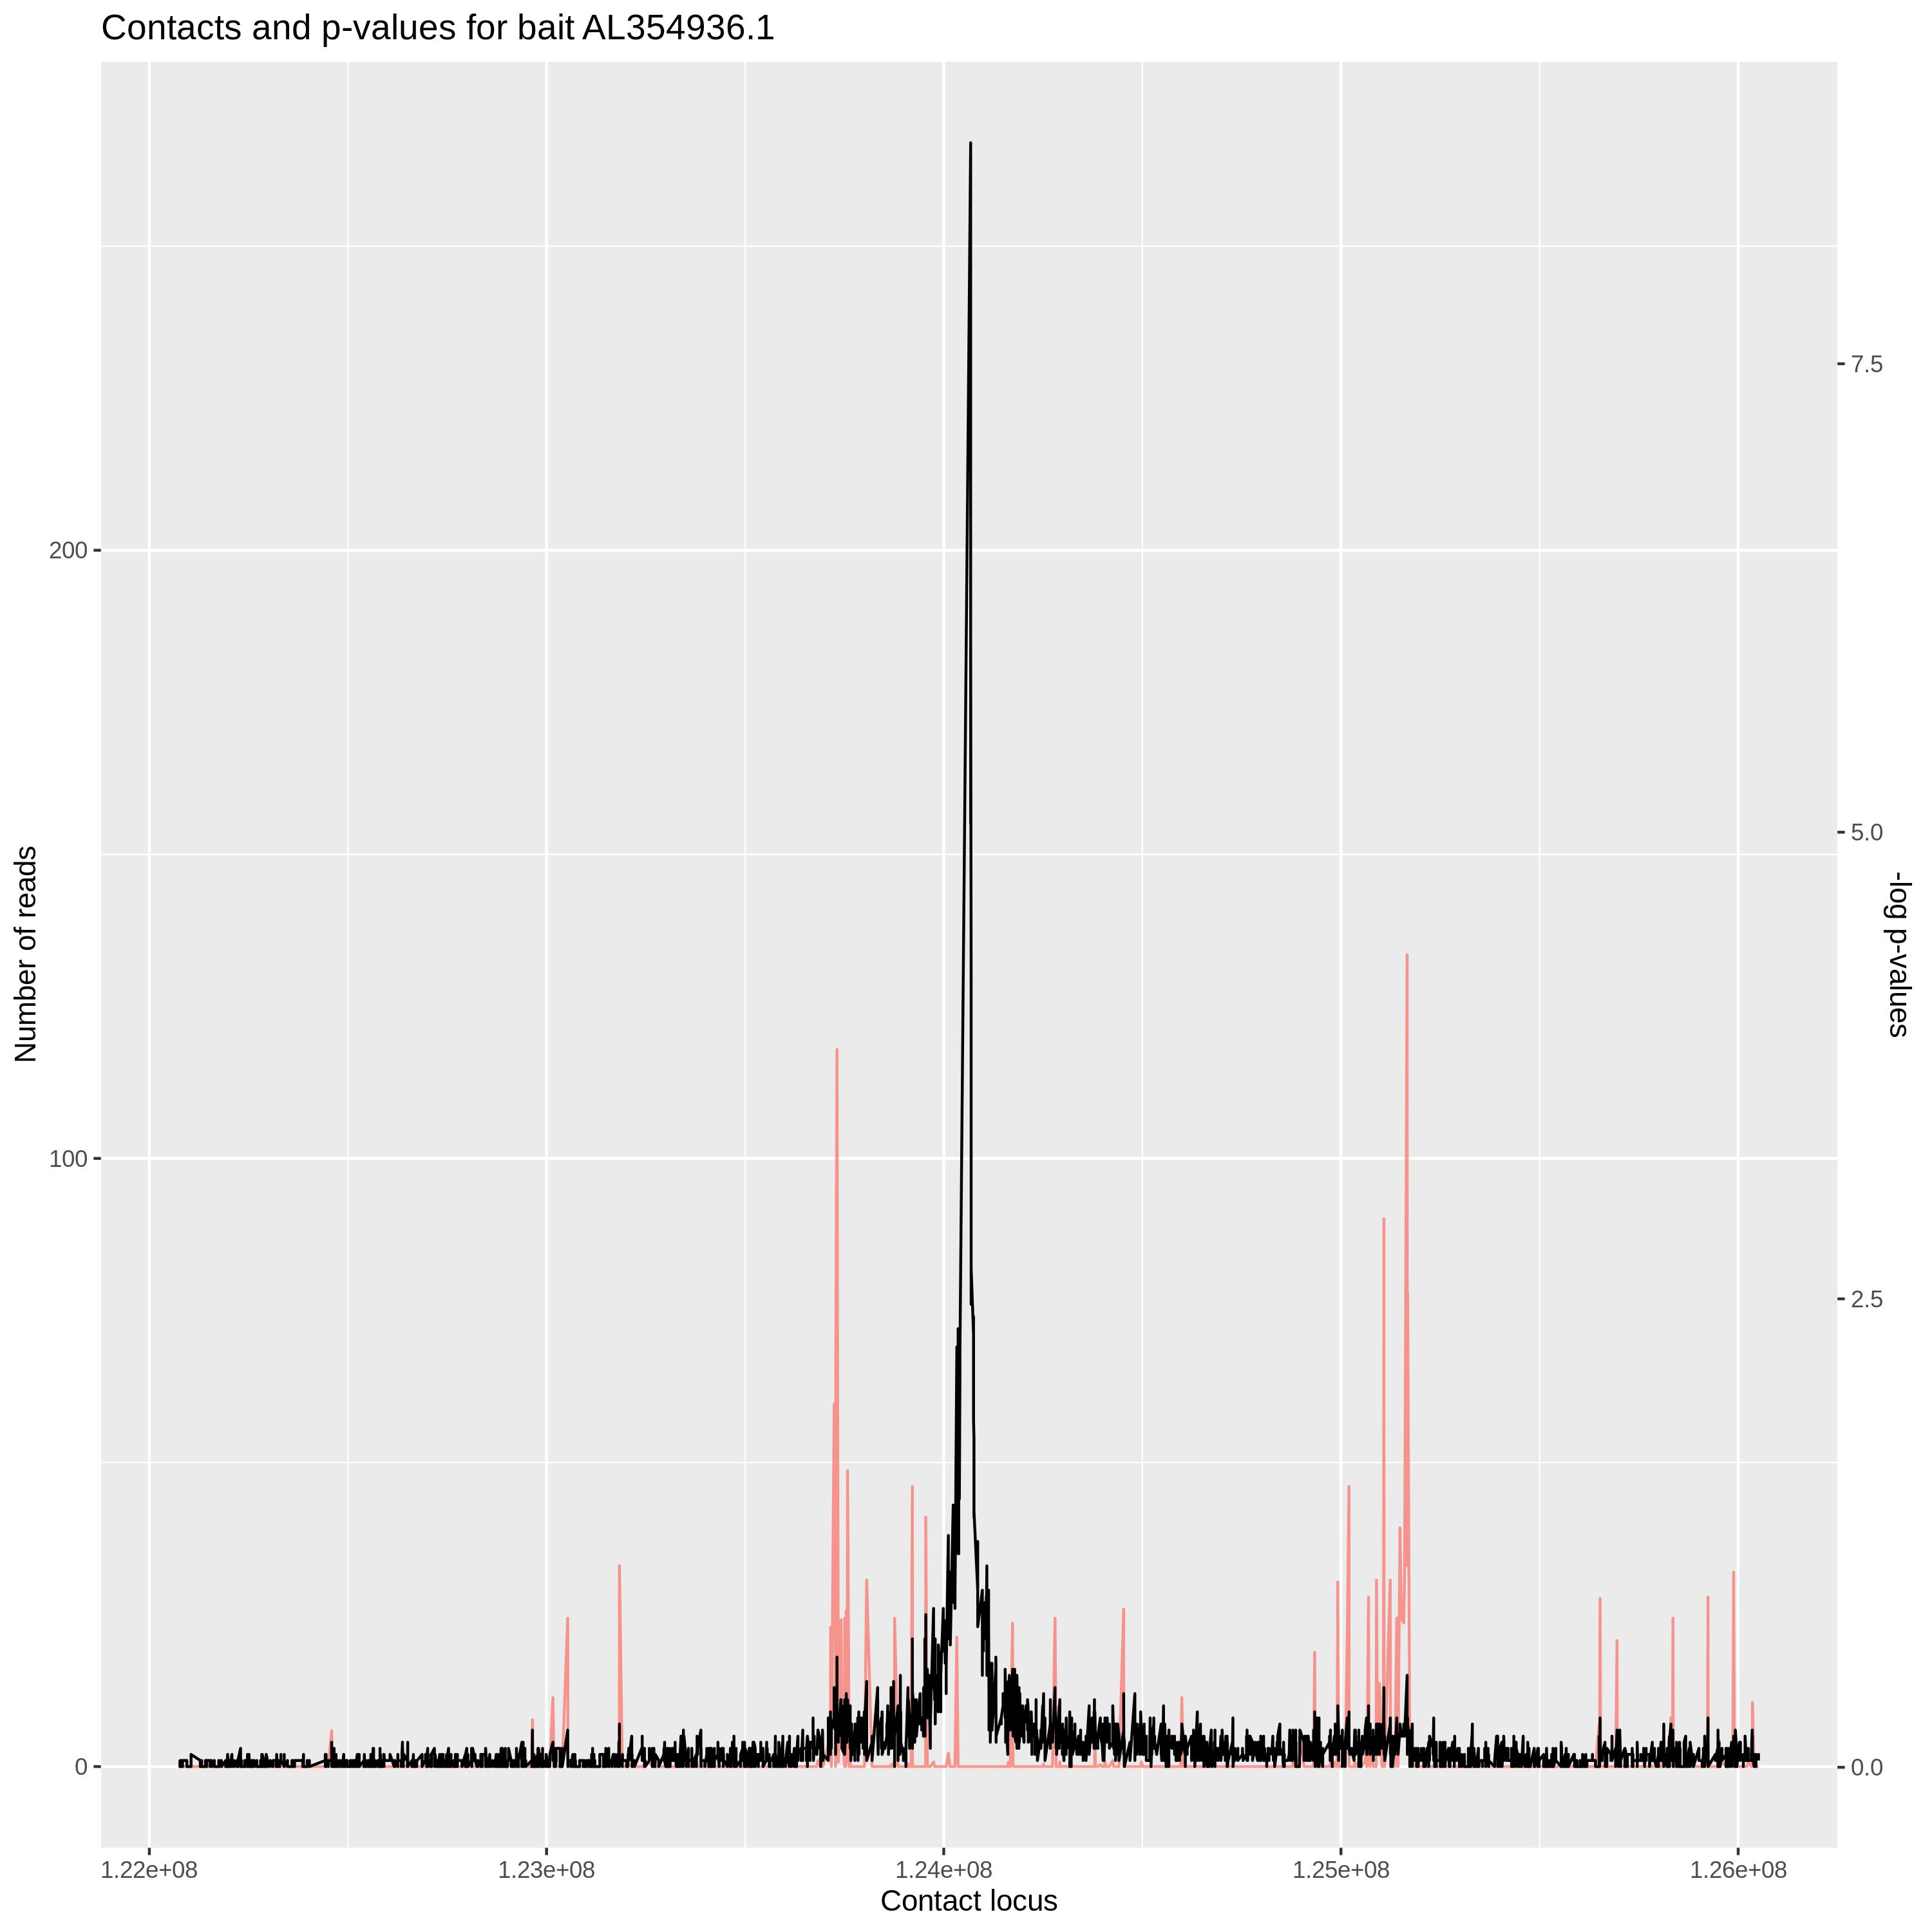 Contacts and p-values for bait AL354936.1
Number of reads
200
100
0
7.5
5.0
2.5
0.0
-log p-values
1.22e+08
1.23e+08
1.24e+08
1.25e+08
1.26e+08
Contact locus